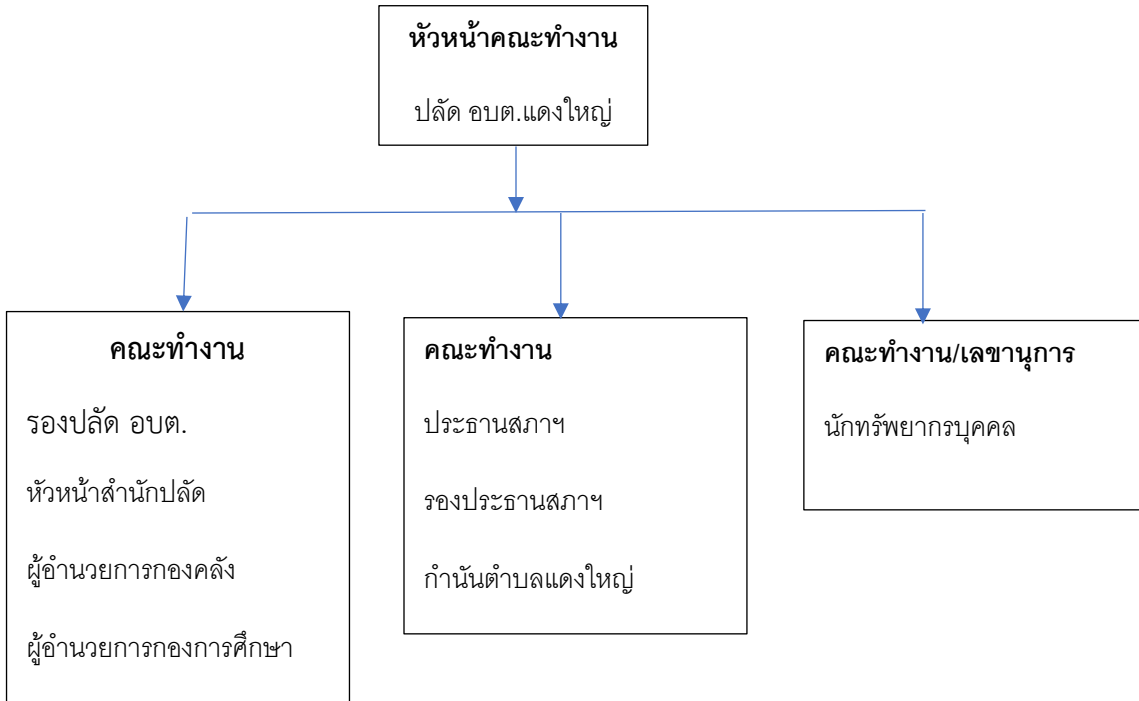 หัวหน้าคณะทำงาน
ปลัด อบต.แดงใหญ่
คณะทำงาน
รองปลัด อบต.
หัวหน้าสำนักปลัด
ผู้อำนวยการกองคลัง
ผู้อำนวยการกองการศึกษา
คณะทำงาน
ประธานสภาฯ
รองประธานสภาฯ
กำนันตำบลแดงใหญ่
คณะทำงาน/เลขานุการ
นักทรัพยากรบุคคล